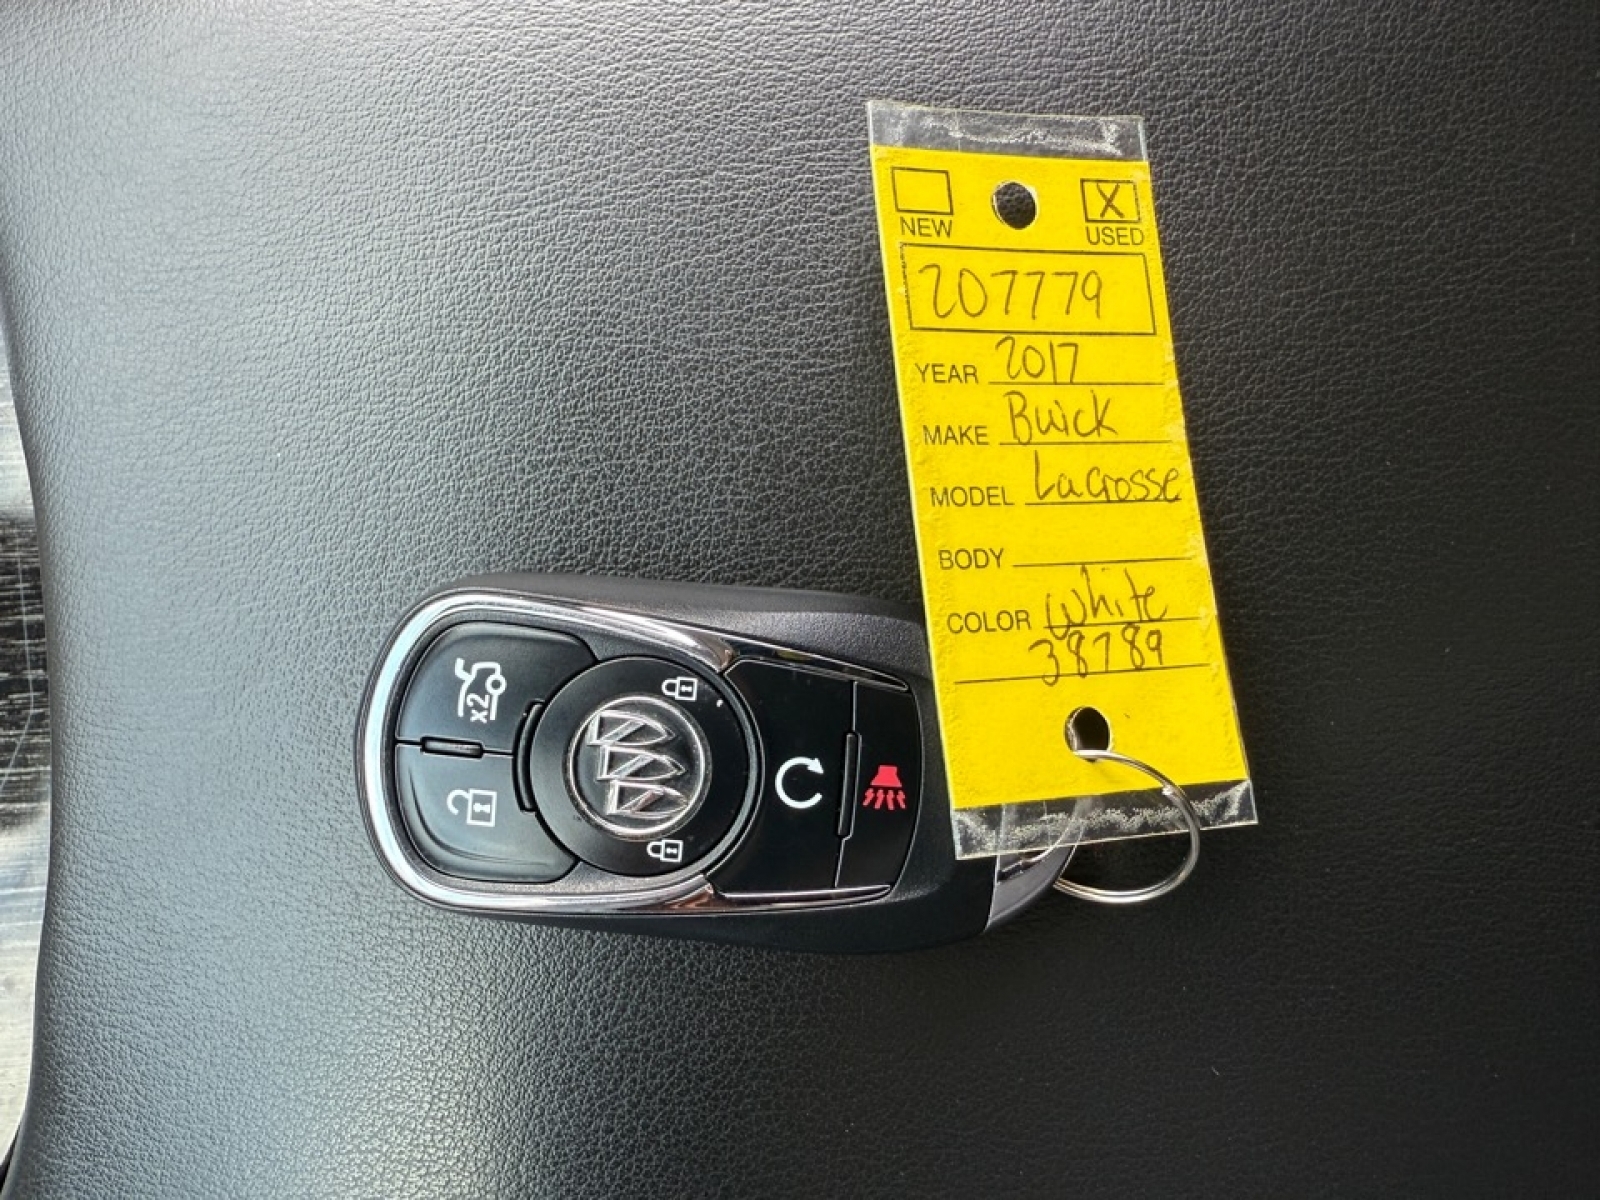 X
NEW USED
207779
YEAR 2017
MAKE Buick
MODEL LaCrosse
BODY
COLOR White
38789
x2